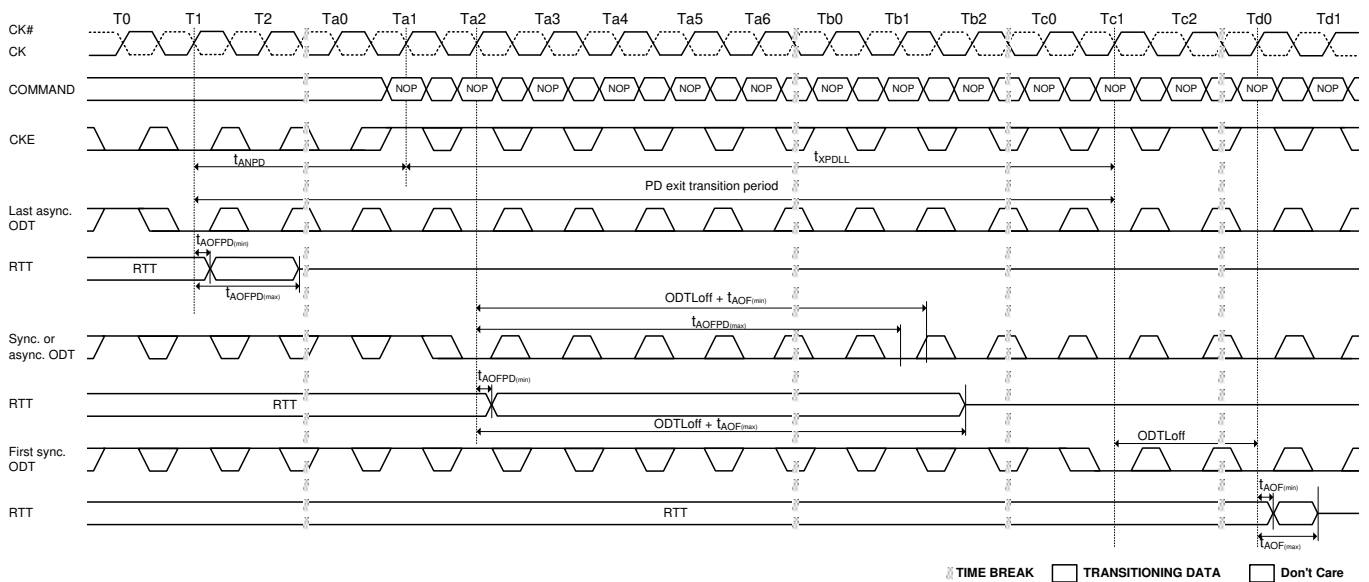 T0 T1 T2 Ta0 Ta1 Ta2 Ta3 Ta4 Ta5 Ta6 Tb0 Tb1 Tb2 Tc0 Tc1 Tc2 Td0 Td1
CK#
CK
COMMAND NOP NOP NOP NOP NOP NOP NOP NOP NOP NOP NOP NOP NOP NOP
CKE
tANPD tXPDLL
PD exit transition period
Last async.
ODT
tAOFPD(min)
RTT RTT
tAOFPD(max)
ODTLoff + tAOF(min)
tAOFPD(max)
Sync. or
async. ODT
tAOFPD(min)
RTT RTT
ODTLoff + tAOF(max)
First sync.
ODT
ODTLoff
tAOF(min)
RTT RTT
tAOF(max)
TIME BREAK TRANSITIONING DATA Don't Care